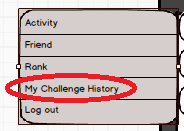 Activity
Friend
Rank
My Challenge History
Log out